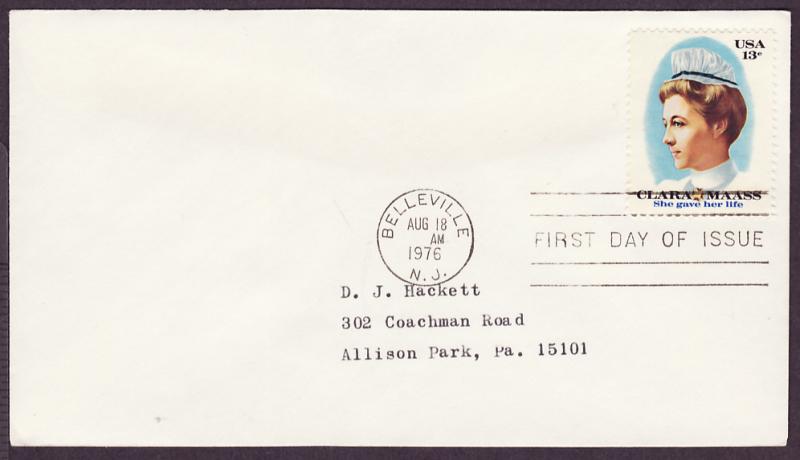 USA
13c
CLARA MAASS
She gave her life
BELLEVILLE
AUG 18
AM
1976
N.J.
FIRST DAY OF ISSUE
D. J. Hackett
302 Coachman Road
Allison Park, Pa. 15101